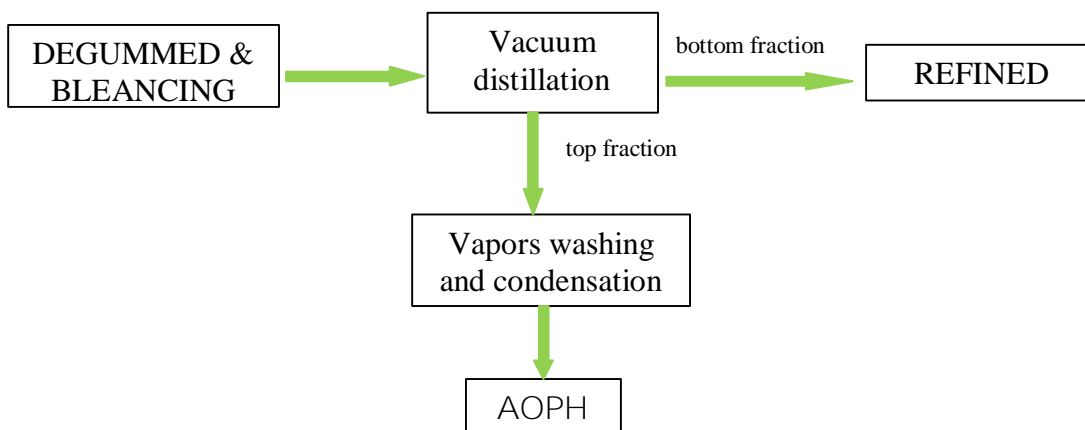 DEGUMMED &
BLEANCING
Vacuum
distillation
bottom fraction
REFINED
top fraction
Vapors washing
and condensation
AOPH